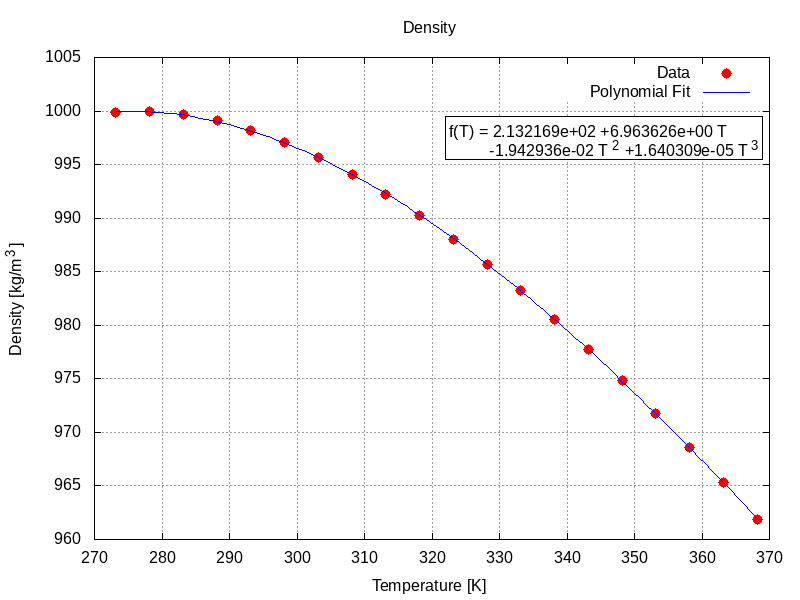 Density
1005
1000
995
990
985
980
975
970
965
960
Density [kg/m³]
Data
Polynomial Fit
f(T) = 2.132169e+02 +6.963626e+00 T
-1.942936e-02 T ² +1.640309e-05 T ³
270 280 290 300 310 320 330 340 350 360 370
Temperature [K]